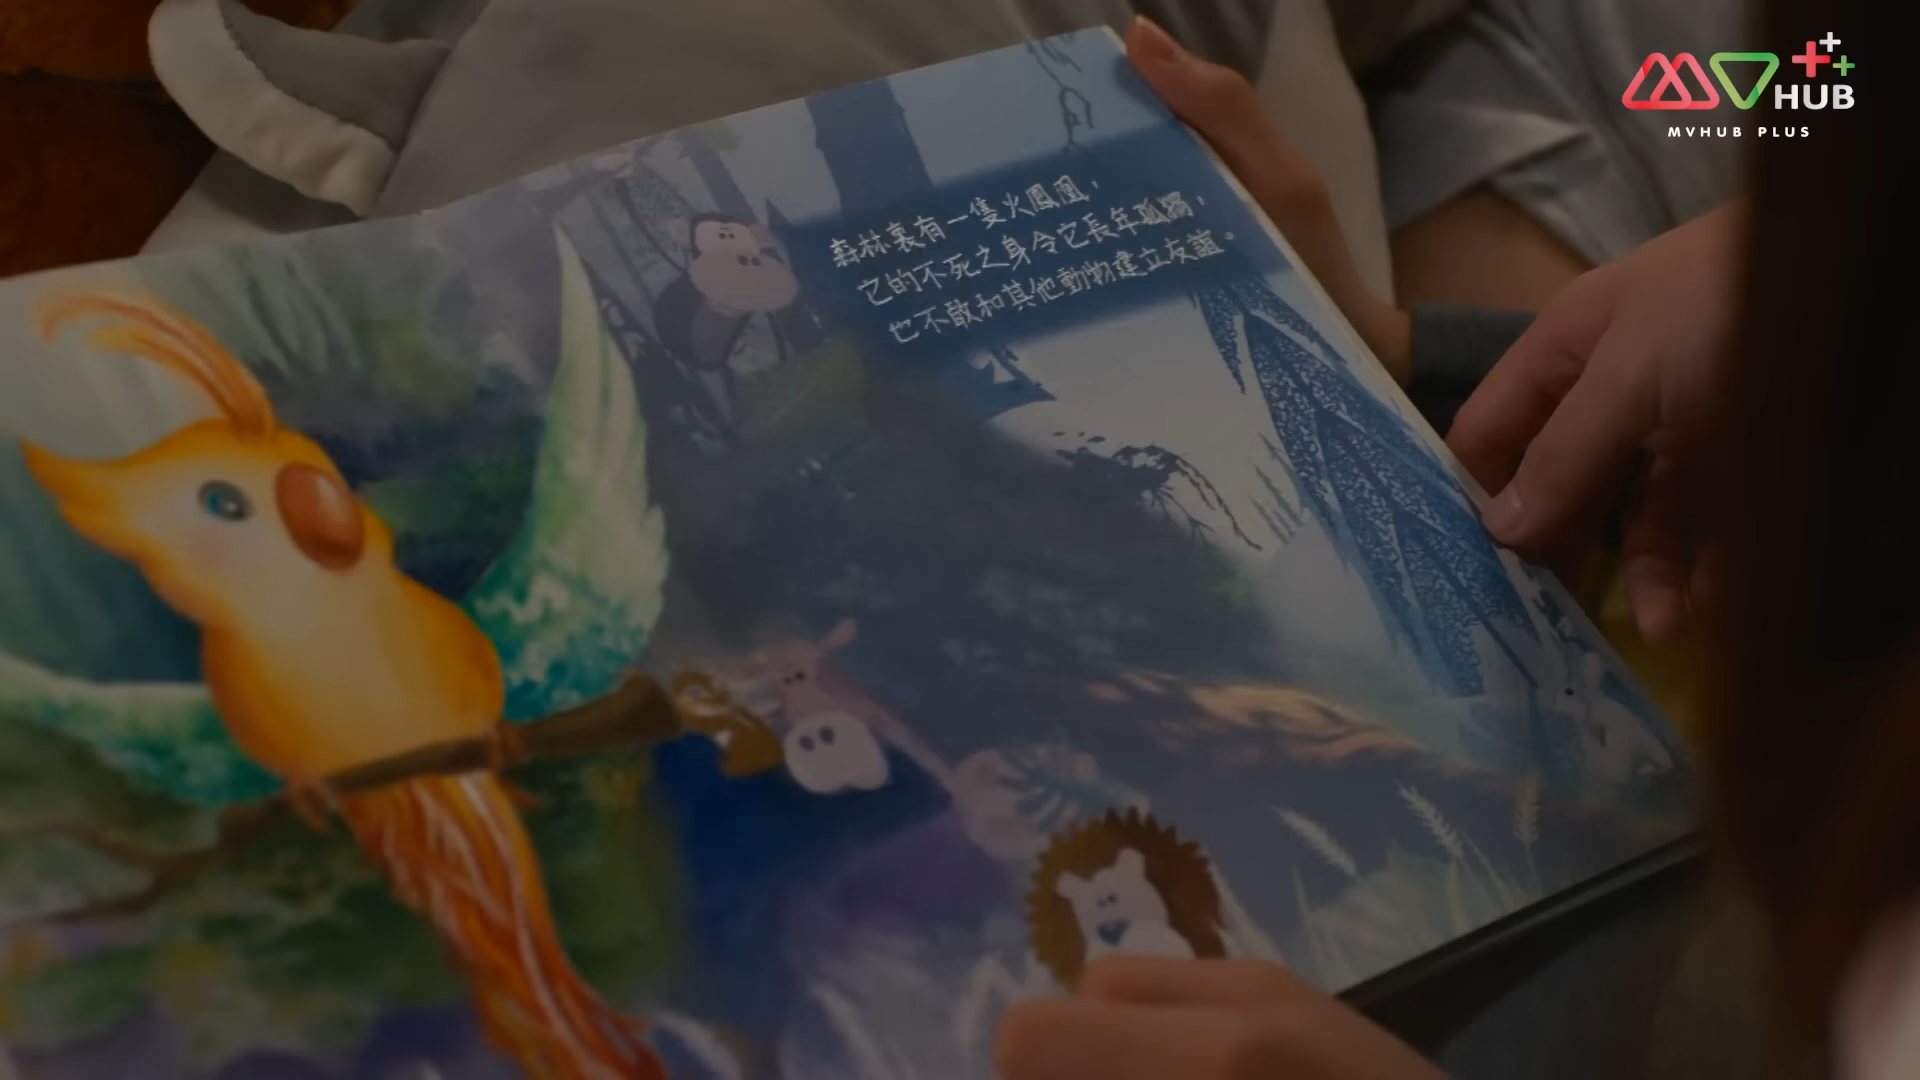 森林裏有一隻火鳳凰，
它的不死之身令它長年孤獨，
也不敢和其他動物建立友誼。
MV HUB
MVHUB PLUS